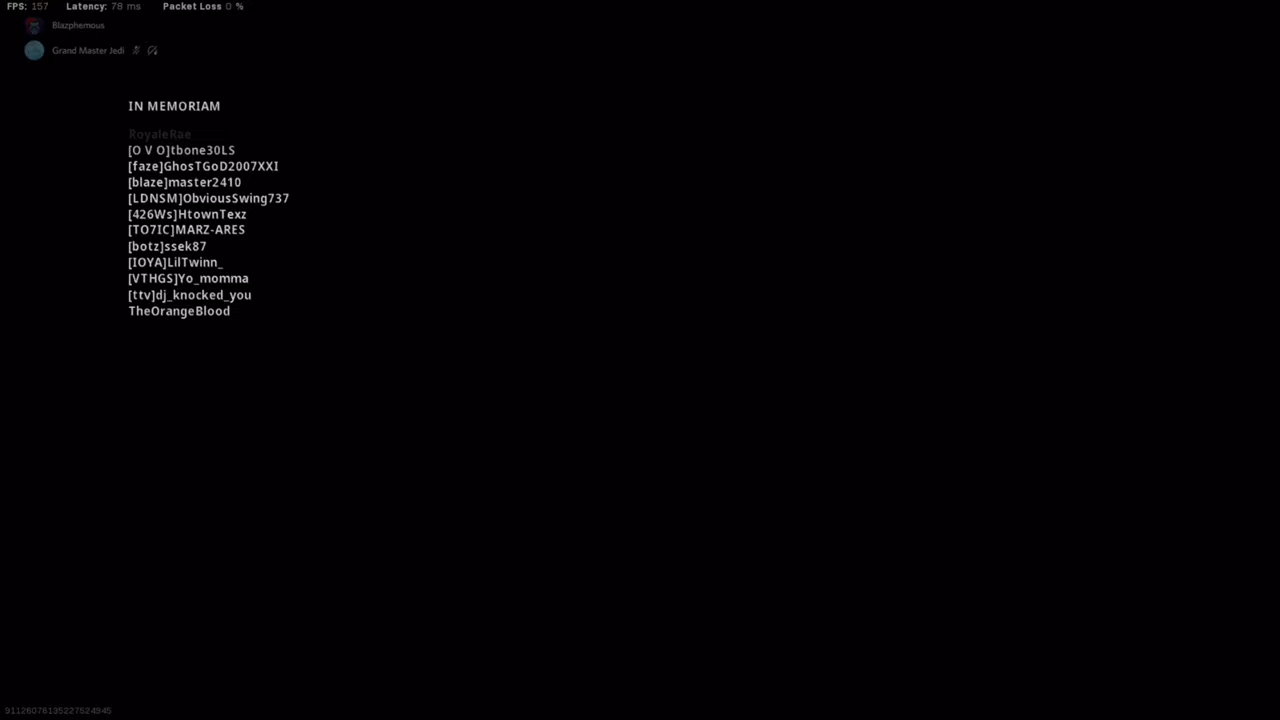 FPS: 157 Latency: 78 ms Packet Loss 0 %
Blazphemous
Grand Master Jedi
IN MEMORIAM
RoyaleRae
[O V O]tbone30LS
[faze]GhosTGoD2007XXI
[blaze]master2410
[LDNSM]ObviousSwing737
[426Ws]HtownTexz
[TO7IC]MARZ-ARES
[botz]ssek87
[IOYA]LilTwinn_
[VTHGS]Yo_momma
[ttv]dj_knocked_you
TheOrangeBlood
91126078135227524945